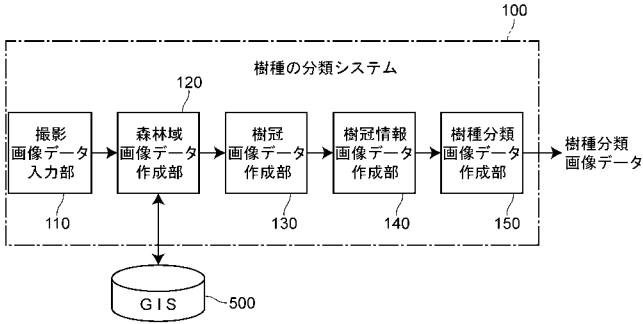 100
樹種の分類システム
120
撮影
画像データ
入力部
森林域
画像データ
作成部
樹冠
画像データ
作成部
樹冠情報
画像データ
作成部
樹種分類
画像データ
作成部
樹種分類
画像データ
110
130
140
150
GIS
500